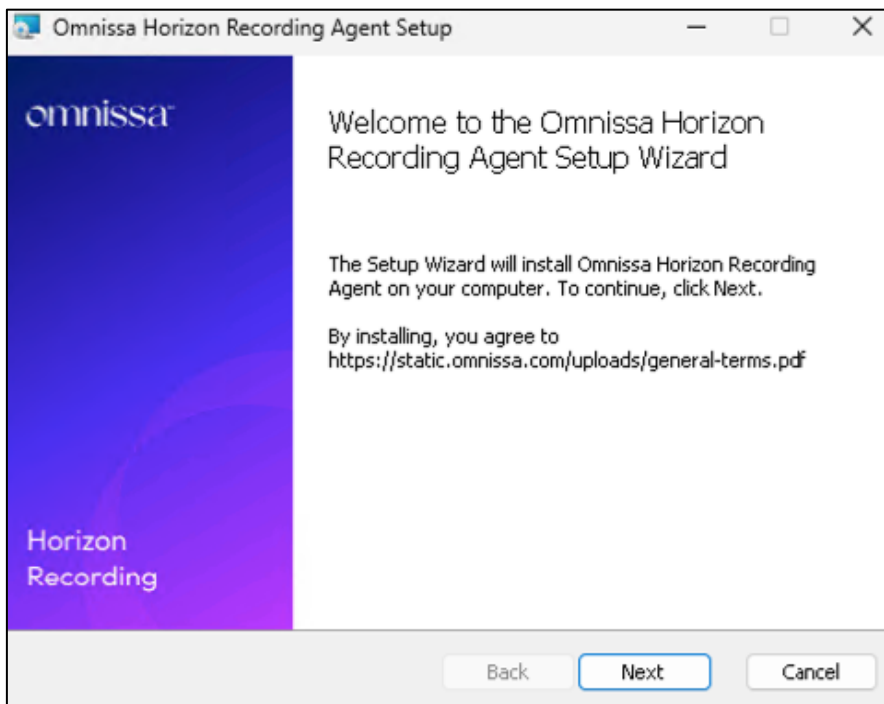 Omnissa Horizon Recording Agent Setup
omnissa™
Welcome to the Omnissa Horizon
Recording Agent Setup Wizard
The Setup Wizard will install Omnissa Horizon Recording
Agent on your computer. To continue, click Next.
By installing, you agree to
https://static.omnissa.com/uploads/general-terms.pdf
Horizon
Recording
Back
Next
Cancel